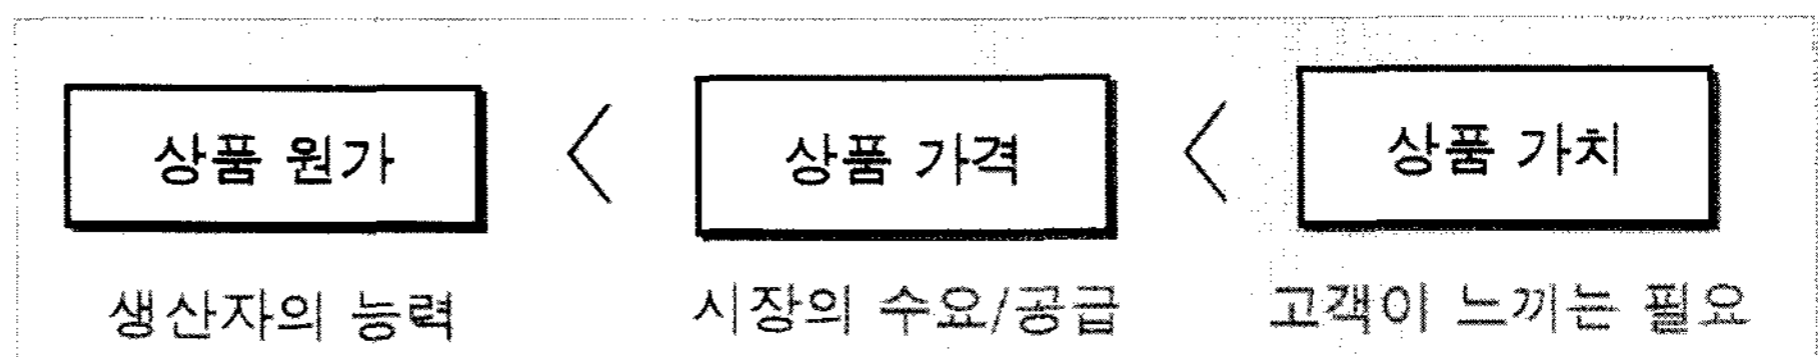 상품 원가 < 상품 가격 < 상품 가치
생산자의 능력 시장의 수요/공급 고객이 느끼는 필요